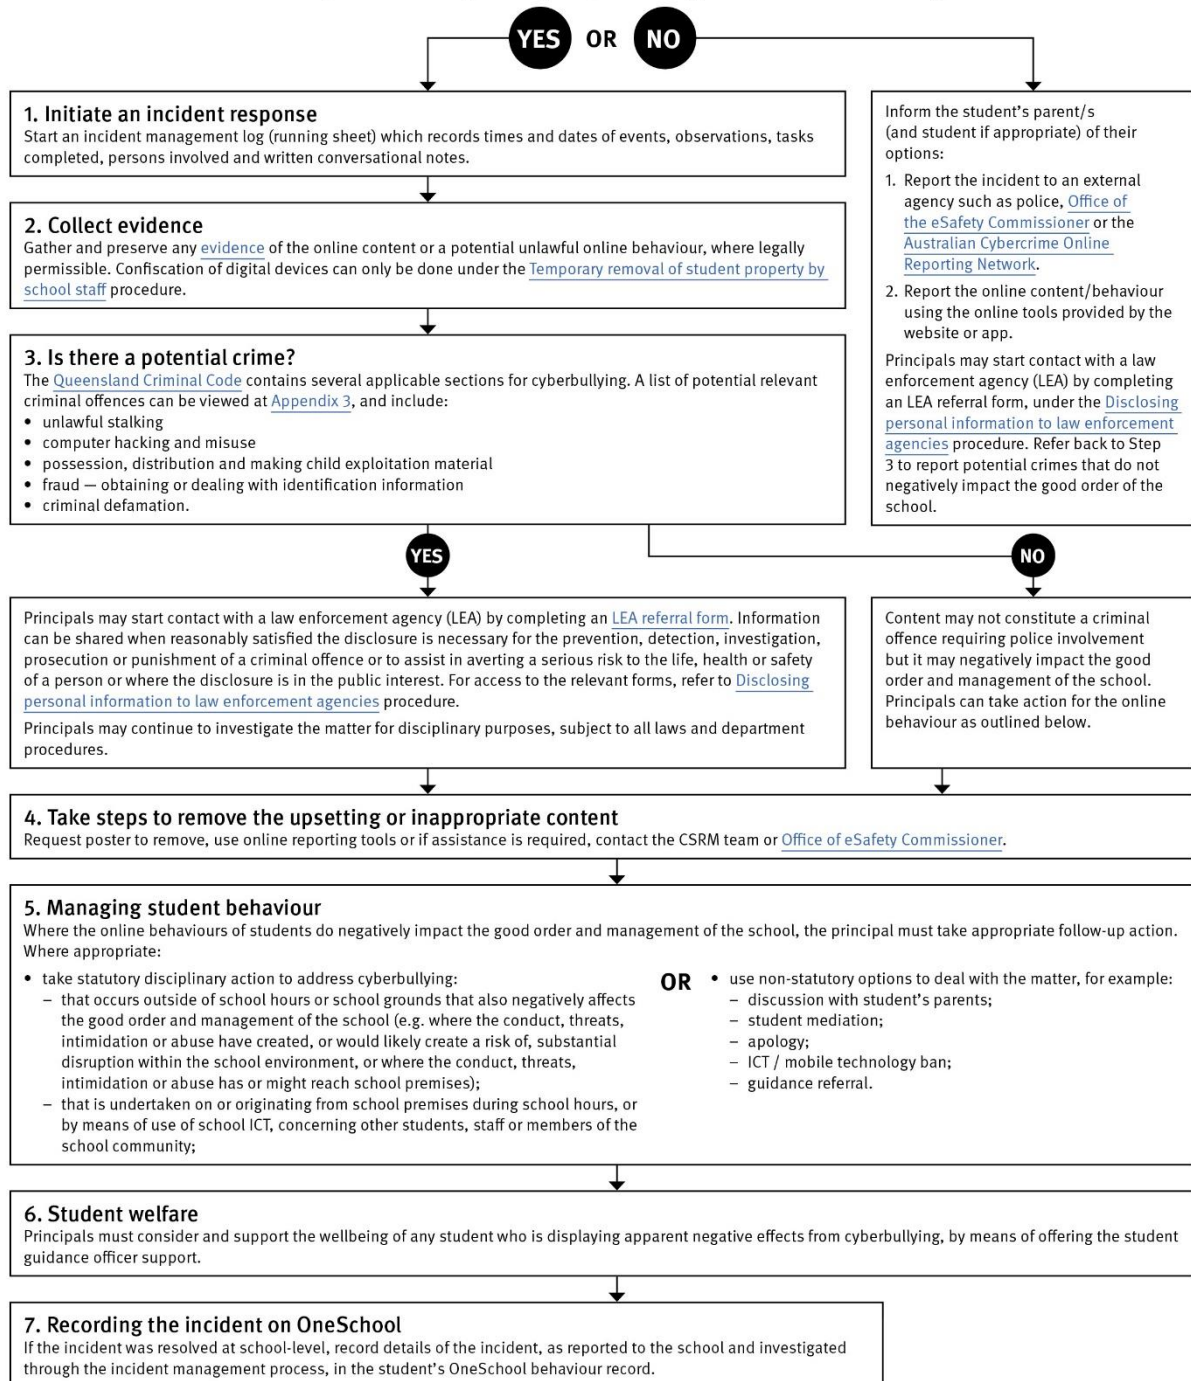 YES OR NO
1. Initiate an incident response
Start an incident management log (running sheet) which records times and dates of events, observations, tasks
completed, persons involved and written conversational notes.
2. Collect evidence
Gather and preserve any evidence of the online content or a potential unlawful online behaviour, where legally
permissible. Confiscation of digital devices can only be done under the Temporary removal of student property by
school staff procedure.
3. Is there a potential crime?
The Queensland Criminal Code contains several applicable sections for cyberbullying. A list of potential relevant
criminal offences can be viewed at Appendix 3, and include:
• unlawful stalking
• computer hacking and misuse
• possession, distribution and making child exploitation material
• fraud — obtaining or dealing with identification information
• criminal defamation.
Inform the student's parent/s
(and student if appropriate) of their
options:
1. Report the incident to an external
agency such as police, Office of
the eSafety Commissioner or the
Australian Cybercrime Online
Reporting Network.
2. Report the online content/behaviour
using the online tools provided by the
website or app.
Principals may start contact with a law
enforcement agency (LEA) by completing
an LEA referral form, under the Disclosing
personal information to law enforcement
agencies procedure. Refer back to Step
3 to report potential crimes that do not
negatively impact the good order of the
school.
YES
NO
Principals may start contact with a law enforcement agency (LEA) by completing an LEA referral form. Information
can be shared when reasonably satisfied the disclosure is necessary for the prevention, detection, investigation,
prosecution or punishment of a criminal offence or to assist in averting a serious risk to the life, health or safety
of a person or where the disclosure is in the public interest. For access to the relevant forms, refer to Disclosing
personal information to law enforcement agencies procedure.
Principals may continue to investigate the matter for disciplinary purposes, subject to all laws and department
procedures.
Content may not constitute a criminal
offence requiring police involvement
but it may negatively impact the good
order and management of the school.
Principals can take action for the online
behaviour as outlined below.
4. Take steps to remove the upsetting or inappropriate content
Request poster to remove, use online reporting tools or if assistance is required, contact the CSRM team or Office of eSafety Commissioner.
5. Managing student behaviour
Where the online behaviours of students do negatively impact the good order and management of the school, the principal must take appropriate follow-up action.
Where appropriate:
• take statutory disciplinary action to address cyberbullying:
– that occurs outside of school hours or school grounds that also negatively affects
the good order and management of the school (e.g. where the conduct, threats,
intimidation or abuse have created, or would likely create a risk of, substantial
disruption within the school environment, or where the conduct, threats,
intimidation or abuse has or might reach school premises);
– that is undertaken on or originating from school premises during school hours, or
by means of use of school ICT, concerning other students, staff or members of the
school community;
OR
• use non-statutory options to deal with the matter, for example:
– discussion with student's parents;
– student mediation;
– apology;
– ICT / mobile technology ban;
– guidance referral.
6. Student welfare
Principals must consider and support the wellbeing of any student who is displaying apparent negative effects from cyberbullying, by means of offering the student
guidance officer support.
7. Recording the incident on OneSchool
If the incident was resolved at school-level, record details of the incident, as reported to the school and investigated
through the incident management process, in the student's OneSchool behaviour record.